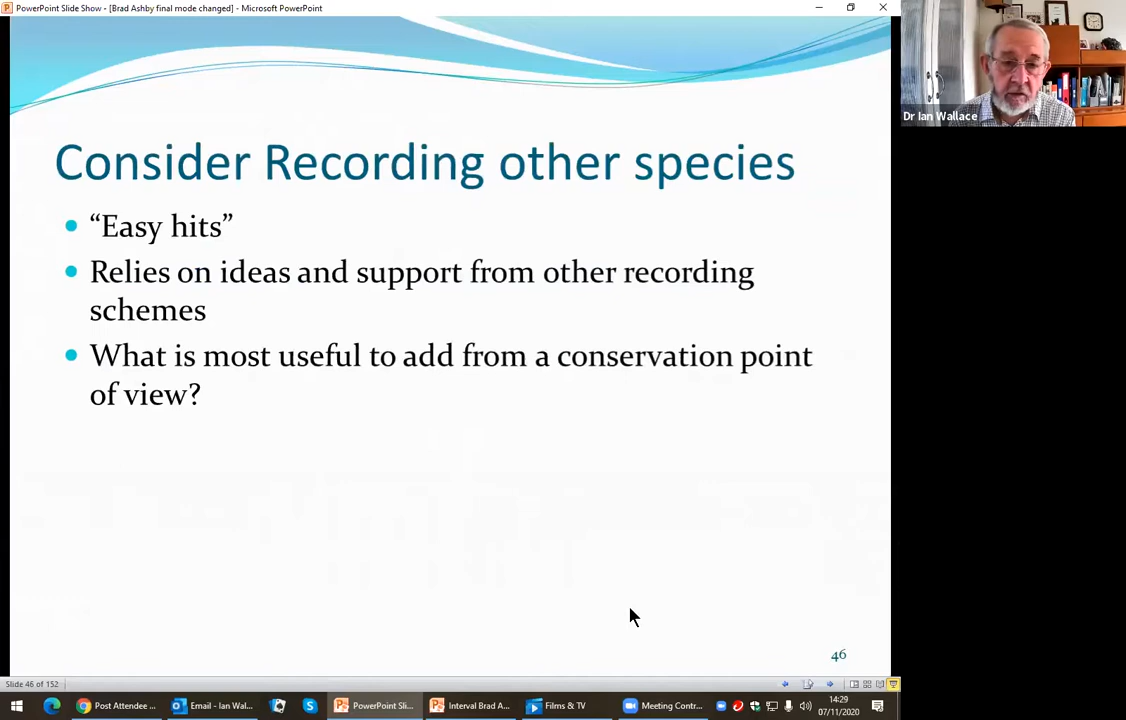 PowerPoint Slide Show - [Brad Ashby final mode changed] - Microsoft PowerPoint
Dr Ian Wallace
Consider Recording other species
“Easy hits”
Relies on ideas and support from other recording
schemes
What is most useful to add from a conservation point
of view?
46
Slide 46 of 152
Post Attendee ...
Email - Ian Wal...
PowerPoint Sli...
Interval Brad A...
Films & TV
Meeting Contr...
14:29
07/11/2020